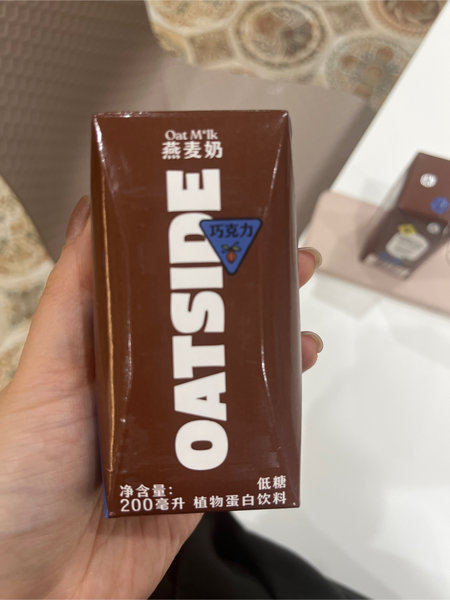 Oat M*lk
燕麦奶
巧克力
OATSIDE
净含量:
200毫升
低糖
植物蛋白饮料